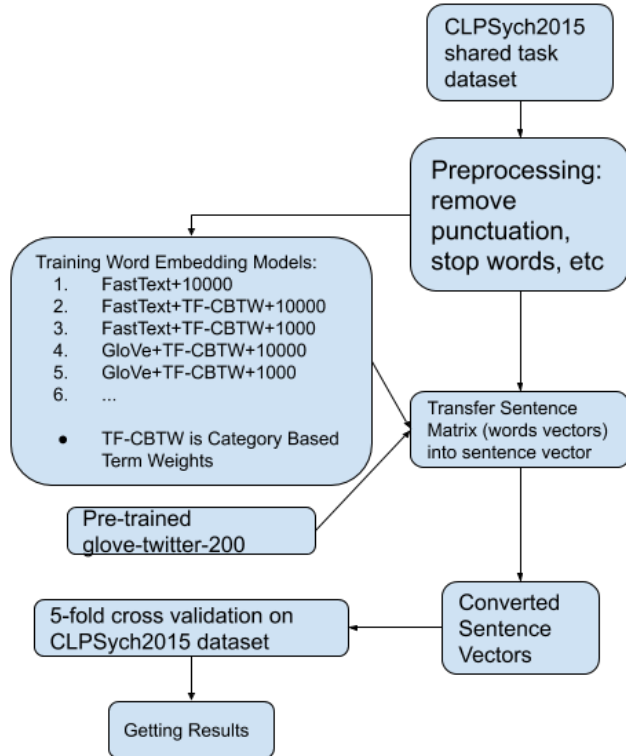 CLPSych2015
shared task
dataset
Preprocessing:
remove
punctuation,
stop words, etc
Training Word Embedding Models:
1. FastText+10000
2. FastText+TF-CBTW+10000
3. FastText+TF-CBTW+1000
4. GloVe+TF-CBTW+10000
5. GloVe+TF-CBTW+1000
6. ...
● TF-CBTW is Category Based
Term Weights
Transfer Sentence
Matrix (words vectors)
into sentence vector
Pre-trained
glove-twitter-200
Converted
Sentence
Vectors
5-fold cross validation on
CLPSych2015 dataset
Getting Results